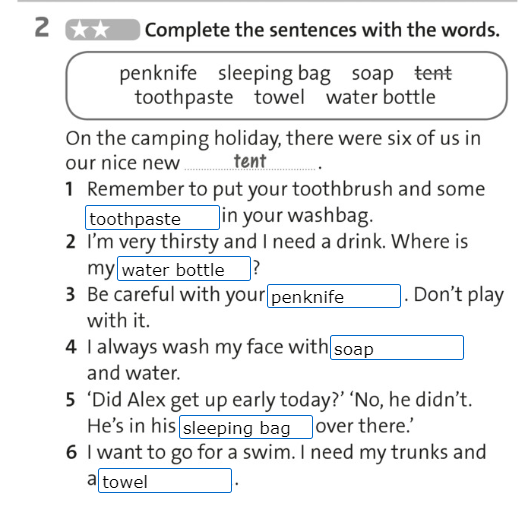 2 ★★ Complete the sentences with the words.
penknife sleeping bag soap tent
toothpaste towel water bottle
On the camping holiday, there were six of us in
our nice new tent.
1 Remember to put your toothbrush and some
toothpaste in your washbag.
2 I'm very thirsty and I need a drink. Where is
my water bottle ?
3 Be careful with your penknife . Don't play
with it.
4 I always wash my face with soap
and water.
5 ‘Did Alex get up early today?’ ‘No, he didn't.
He's in his sleeping bag over there.’
6 I want to go for a swim. I need my trunks and
a towel .